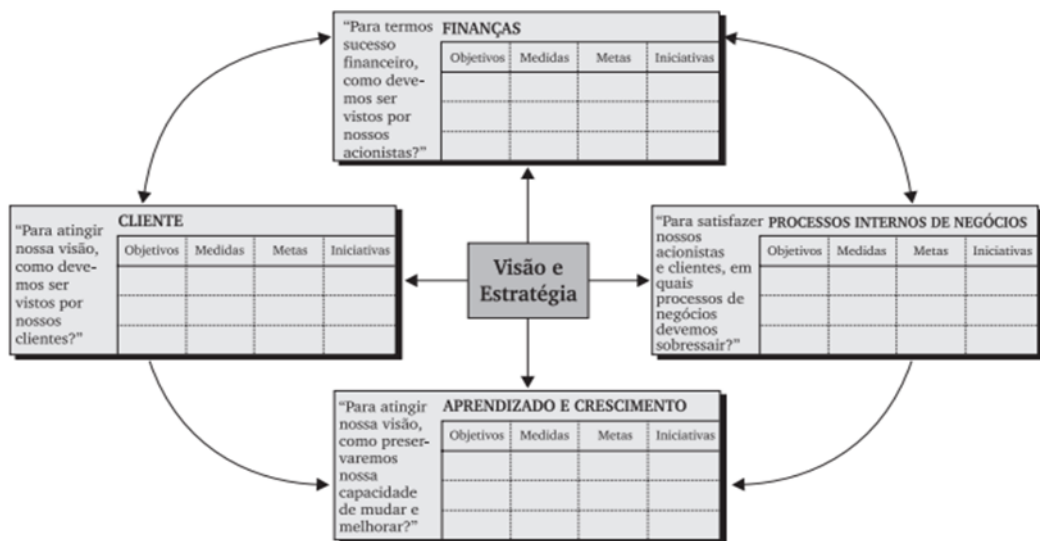 “Para termos
sucesso
financeiro,
como deve-
mos ser
vistos por
nossos
acionistas?”
FINANÇAS
Objetivos Medidas Metas Iniciativas
“Para atingir
nossa visão,
como deve-
mos ser
vistos por
nossos
clientes?”
CLIENTE
Objetivos Medidas Metas Iniciativas
Visão e
Estratégia
“Para satisfazer
nossos
acionistas
e clientes, em
quais
processos de
negócios
devemos
sobressair?”
PROCESSOS INTERNOS DE NEGÓCIOS
Objetivos Medidas Metas Iniciativas
“Para atingir
nossa visão,
como preser-
varemos
nossa
capacidade
de mudar e
melhorar?”
APRENDIZADO E CRESCIMENTO
Objetivos Medidas Metas Iniciativas